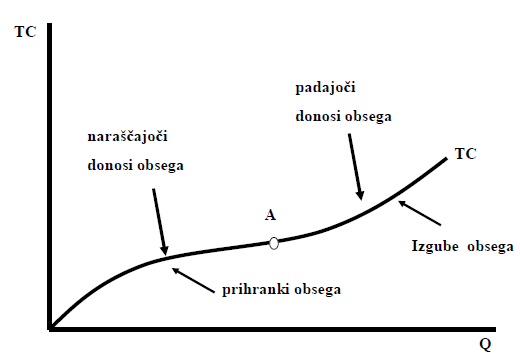 TC
padajoči
donosi obsega
naraščajoči
donosi obsega
TC
A
Izgube obsega
prihranki obsega
Q